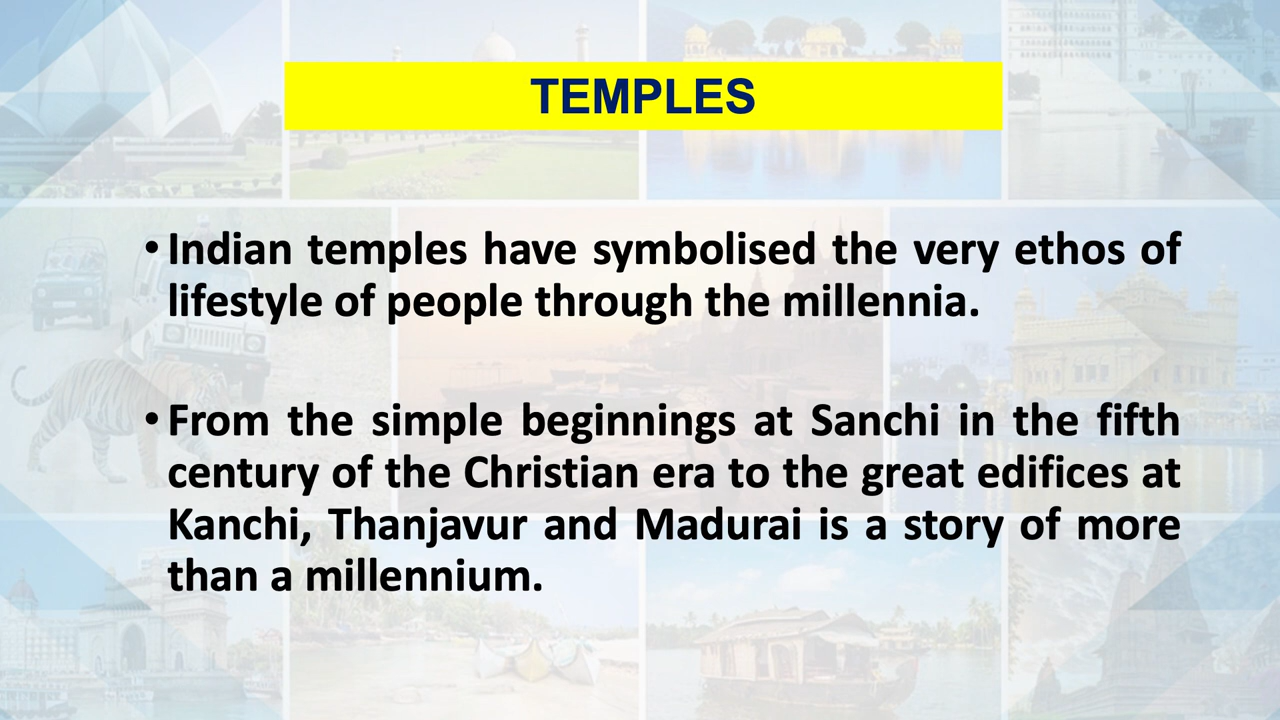 TEMPLES
• Indian temples have symbolised the very ethos of
lifestyle of people through the millennia.
• From the simple beginnings at Sanchi in the fifth
century of the Christian era to the great edifices at
Kanchi, Thanjavur and Madurai is a story of more
than a millennium.